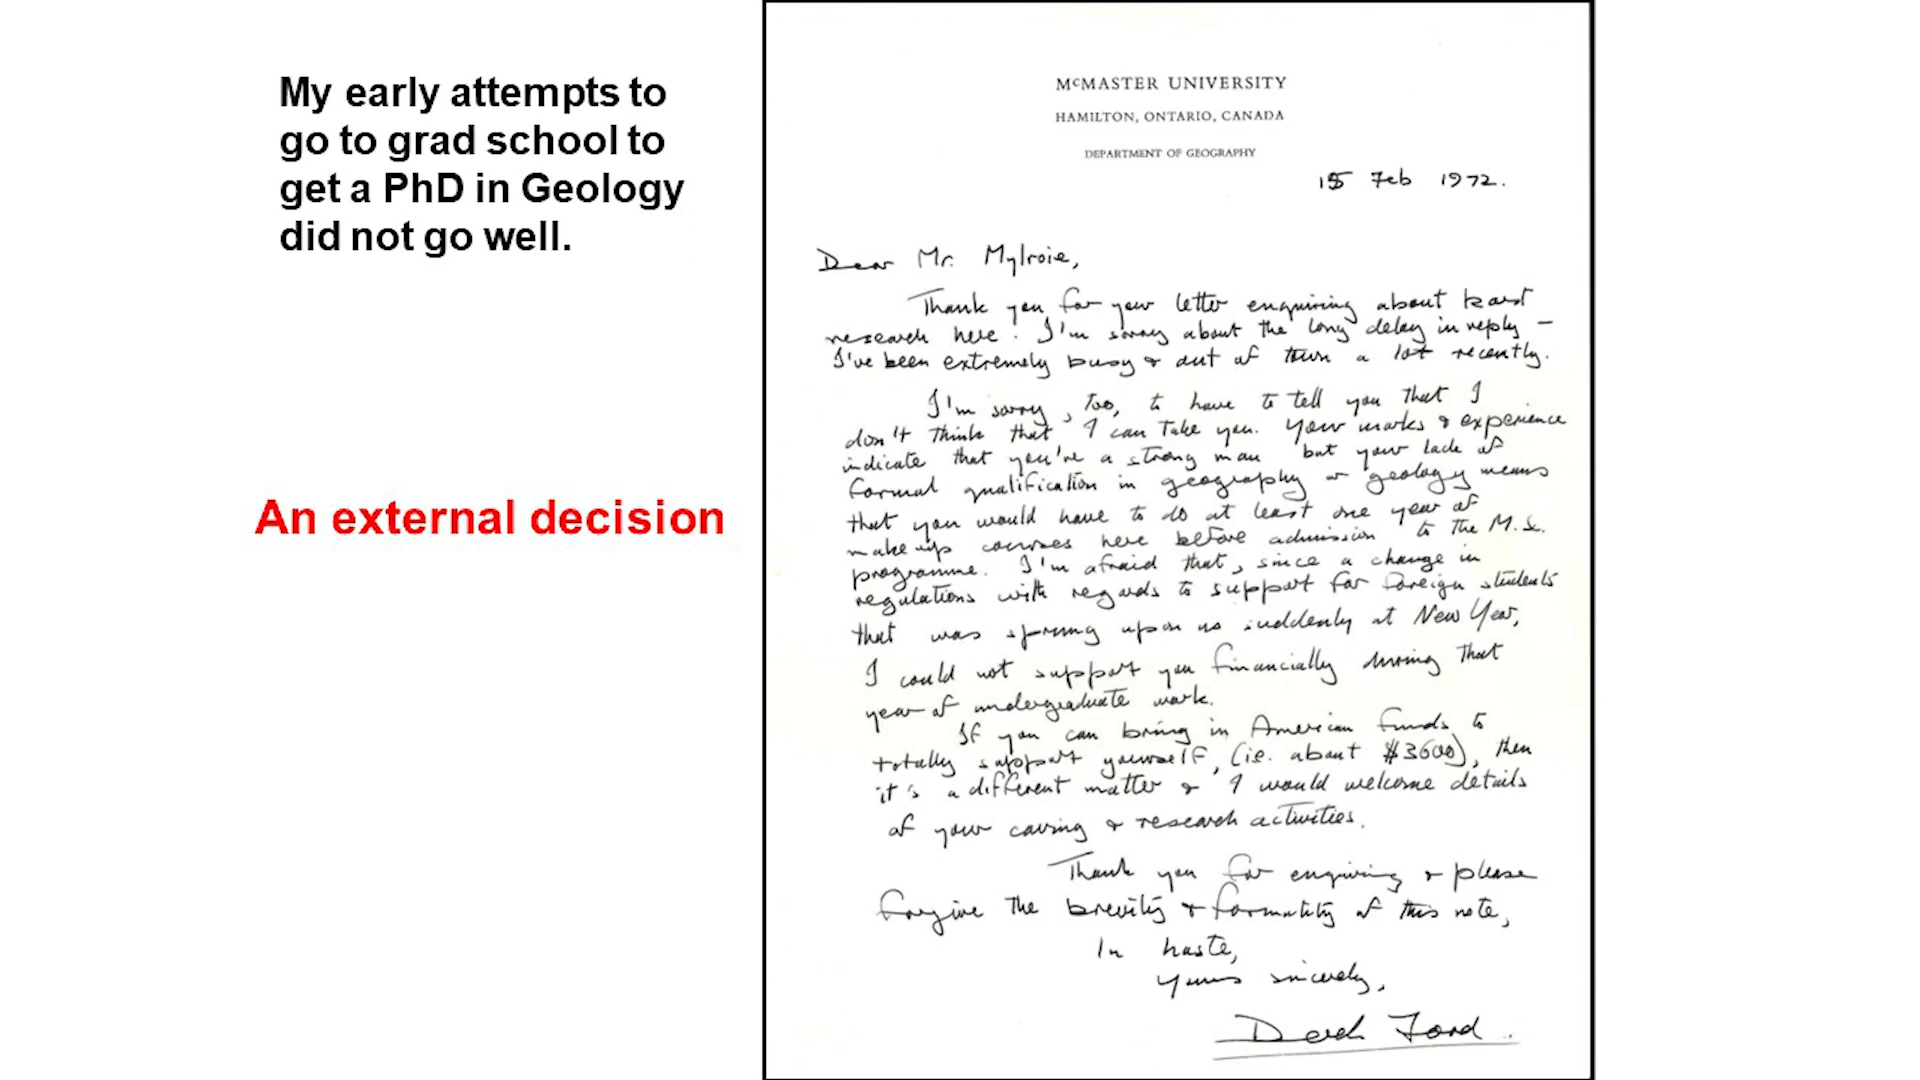 My early attempts to
go to grad school to
get a PhD in Geology
did not go well.
An external decision
McMASTER UNIVERSITY
HAMILTON, ONTARIO, CANADA
DEPARTMENT OF GEOGRAPHY
15 Feb 1972.
Dear Mr. Mylroie,
Thank you for your letter enquiring about karst
research here. I'm sorry about the long delay in reply –
I've been extremely busy & out of town a lot recently.
I'm sorry, too, to have to tell you that I
don't think that I can take you. Your marks & experience
indicate that you're a strong man but your lack of
formal qualification in geography or geology means
that you would have to do at least one year of
make up courses here before admission to the M.Sc.
programme. I'm afraid that, since a change in
regulations with regards to support for foreign students
that was sprung upon us suddenly at New Year,
I could not support you financially during that
year of undergraduate work.
If you can bring in American funds to
totally support yourself, (ie. about $3600), then
it's a different matter & I would welcome details
of your caving & research activities.
Thank you for enquiring & please
forgive the brevity & formality of this note,
In haste,
Yours sincerely,
Derek Ford.